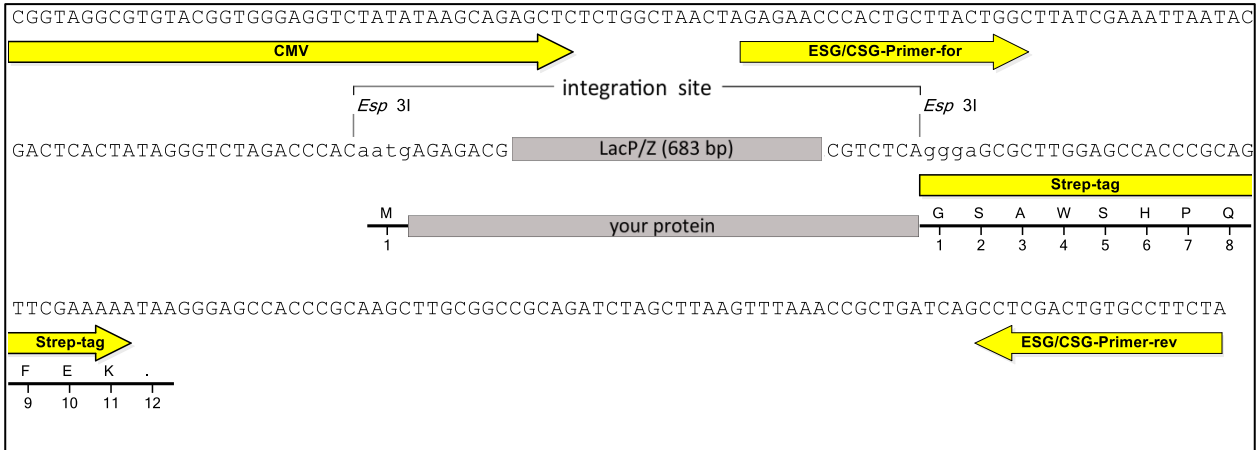 CGGTAGGCGTGTACGGTGGGAGGTCTATATAAGCAGAGCTCTCTGGCTAACTAGAGAACCCACTGCTTACTGGCTTATCGAAATTAATAC
CMV ESG/CSG-Primer-for
integration site
Esp 3I Esp 3I
GACTCACTATAGGGTCTAGACCCACaatgAGAGACG LacP/Z (683 bp) CGTCTCAgggaGCGCTTGGAGCCACCCGCAG
Strep-tag
M G S A W S H P Q
your protein
1 1 2 3 4 5 6 7 8
TTCGAAAAATAAGGGAGCCACCCGCAAGCTTGCGGCCGCAGATCTAGCTTAAGTTTAAACCGCTGATCAGCCTCGACTGTGCCTTCTA
Strep-tag ESG/CSG-Primer-rev
F E K .
9 10 11 12